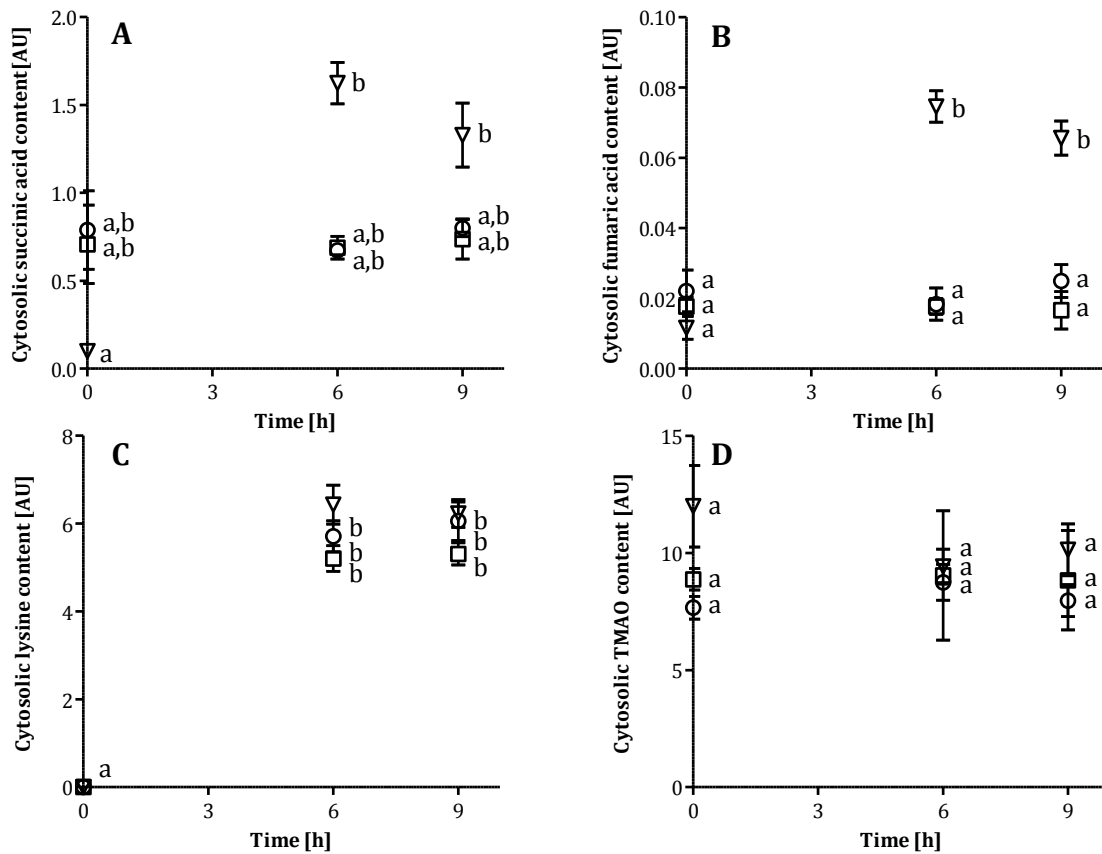 A
Cytosolic succinic acid content [AU]
2.0
1.5
1.0
0.5
0.0
b
b
a,b
a,b
a,b
a,b
a,b
a,b
a
0 3 6 9
Time [h]
B
Cytosolic fumaric acid content [AU]
0.10
0.08
0.06
0.04
0.02
0.00
b
b
a
a
a
a
a
a
a
0 3 6 9
Time [h]
C
Cytosolic lysine content [AU]
8
6
4
2
0
a
b
b
b
b
b
b
0 3 6 9
Time [h]
D
Cytosolic TMAO content [AU]
15
10
5
0
a
a
a
a
a
a
a
a
a
0 3 6 9
Time [h]